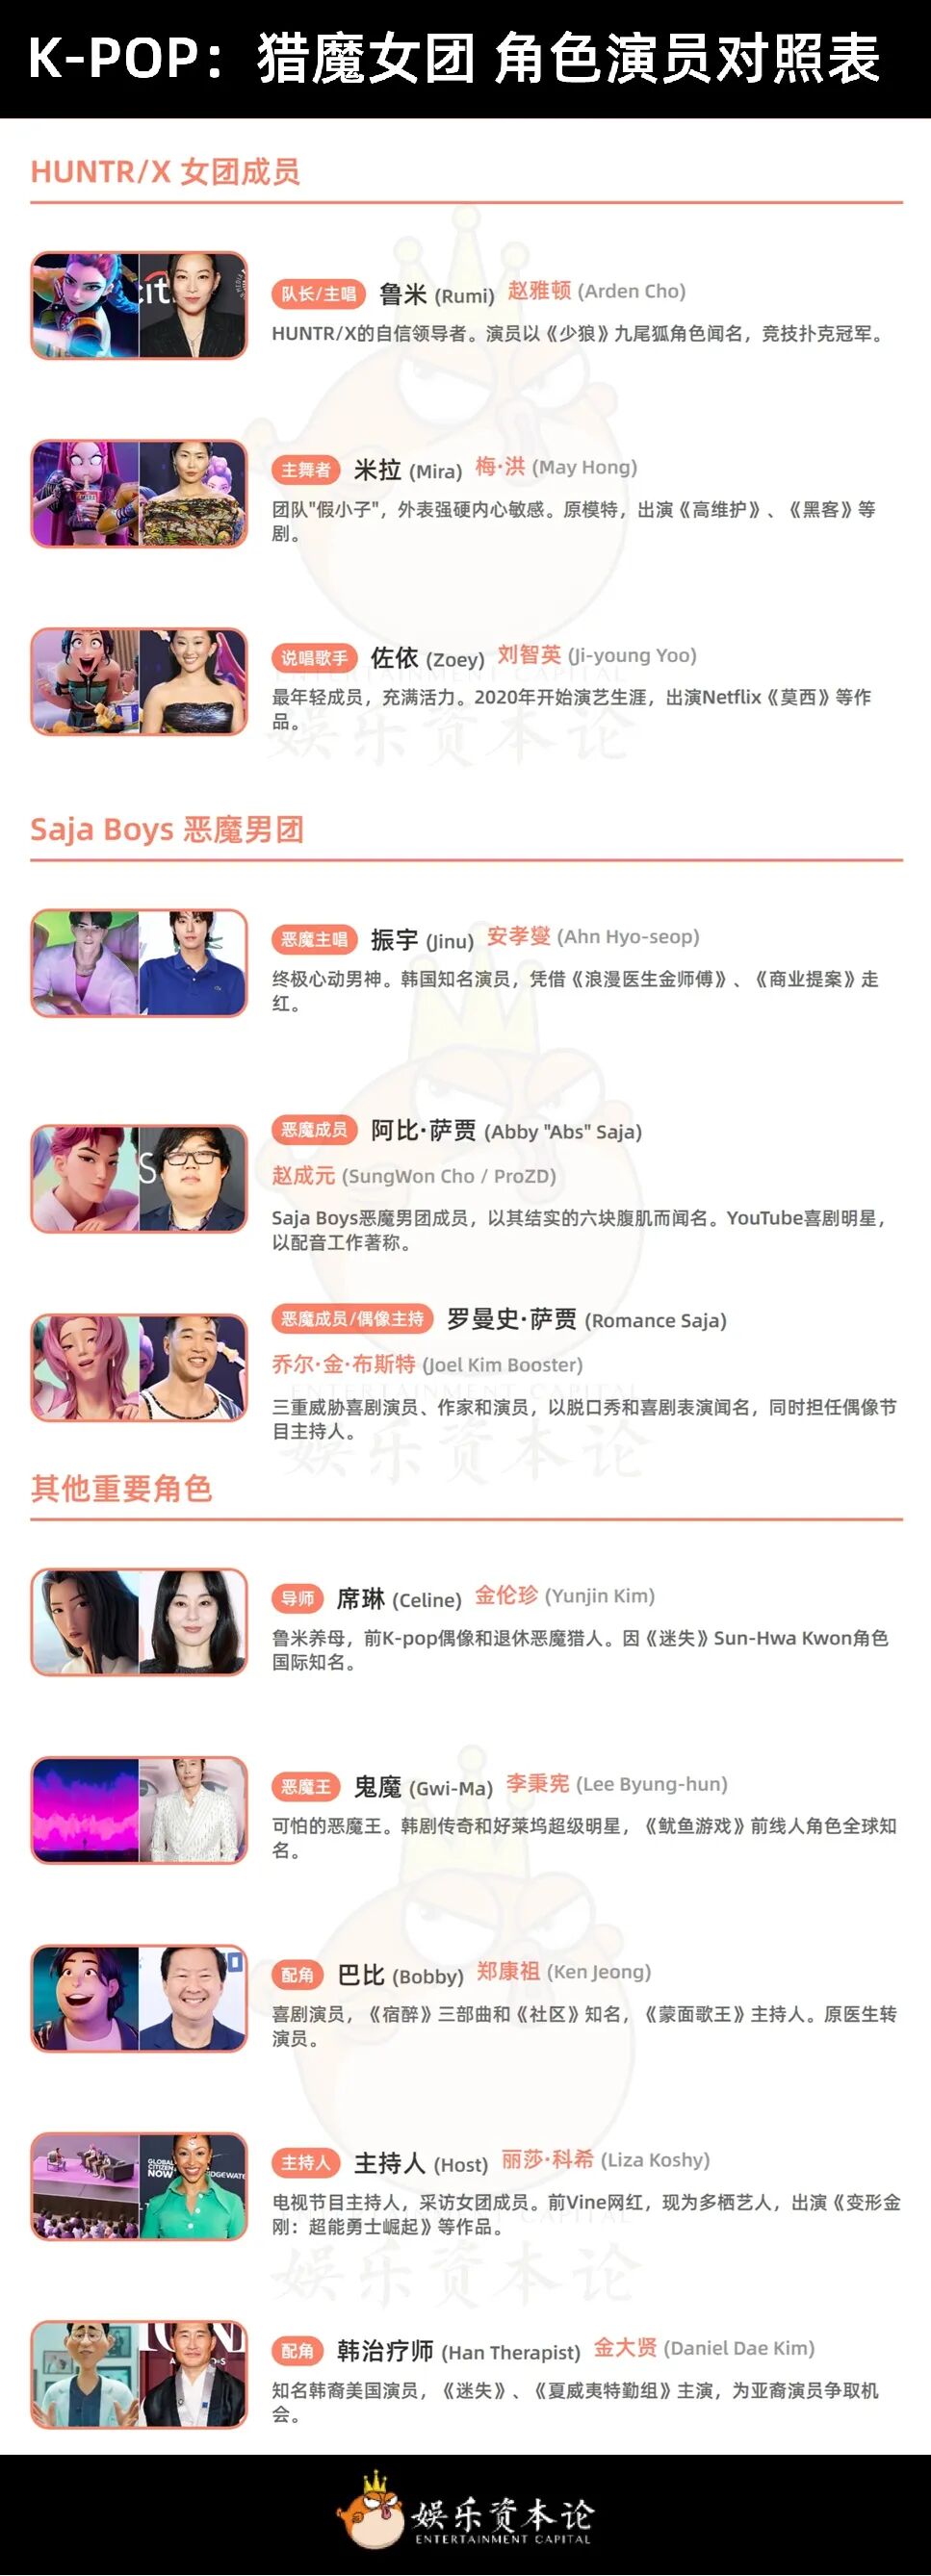 K-POP：猎魔女团 角色演员对照表
HUNTR/X 女团成员
队长/主唱 鲁米 (Rumi) 赵雅顿 (Arden Cho)
HUNTR/X的自信领导者。演员以《少狼》九尾狐角色闻名，竞技扑克冠军。
主舞者 米拉 (Mira) 梅·洪 (May Hong)
团队"假小子"，外表强硬内心敏感。原模特，出演《高维护》、《黑客》等
剧。
说唱歌手 佐依 (Zoey) 刘智英 (Ji-young Yoo)
最年轻成员，充满活力。2020年开始演艺生涯，出演Netflix《莫西》等作
品。
ENTERTAINMENT CAPITAL
娱乐资本论
Saja Boys 恶魔男团
恶魔主唱 振宇 (Jinu) 安孝燮 (Ahn Hyo-seop)
终极心动男神。韩国知名演员，凭借《浪漫医生金师傅》、《商业提案》走
红。
恶魔成员 阿比·萨贾 (Abby "Abs" Saja)
赵成元 (SungWon Cho / ProZD)
Saja Boys恶魔男团成员，以其结实的六块腹肌而闻名。YouTube喜剧明星，
以配音工作著称。
恶魔成员/偶像主持 罗曼史·萨贾 (Romance Saja)
乔尔·金·布斯特 (Joel Kim Booster)
ENTERTAINMENT CAPITAL
三重威胁喜剧演员、作家和演员，以脱口秀和喜剧表演闻名，同时担任偶像节
目主持人。
娱乐资本论
其他重要角色
导师 席琳 (Celine) 金伦珍 (Yunjin Kim)
鲁米养母，前K-pop偶像和退休恶魔猎人。因《迷失》Sun-Hwa Kwon角色
国际知名。
恶魔王 鬼魔 (Gwi-Ma) 李秉宪 (Lee Byung-hun)
可怕的恶魔王。韩剧传奇和好莱坞超级明星，《鱿鱼游戏》前线人角色全球知
名。
配角 巴比 (Bobby) 郑康祖 (Ken Jeong)
喜剧演员，《宿醉》三部曲和《社区》知名，《蒙面歌王》主持人。原医生转
演员。
GLOBAL
CITIZEN
NOW
主持人 主持人 (Host) 丽莎·科希 (Liza Koshy)
电视节目主持人，采访女团成员。前Vine网红，现为多栖艺人，出演《变形金
刚：超能勇士崛起》等作品。
娱乐资本论
配角 韩治疗师 (Han Therapist) 金大贤 (Daniel Dae Kim)
知名韩裔美国演员，《迷失》、《夏威夷特勤组》主演，为亚裔演员争取机
会。
娱乐资本论
ENTERTAINMENT CAPITAL